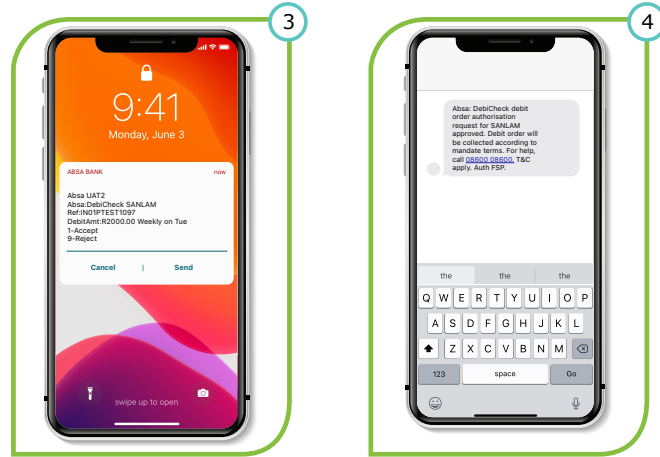 3
9:41
Monday, June 3
ABSA BANK now
Absa UAT2
Absa:DebiCheck SANLAM
Ref:IN01PTEST1097
DebitAmt:R2000.00 Weekly on Tue
1-Accept
9-Reject
Cancel | Send
swipe up to open
4
Absa: DebiCheck debit
order authorisation
request for SANLAM
approved. Debit order will
be collected according to
mandate terms. For help,
call 08600 08600. T&C
apply. Auth FSP.
the the the
Q W E R T Y U I O P
A S D F G H J K L
Z X C V B N M
123 space Go